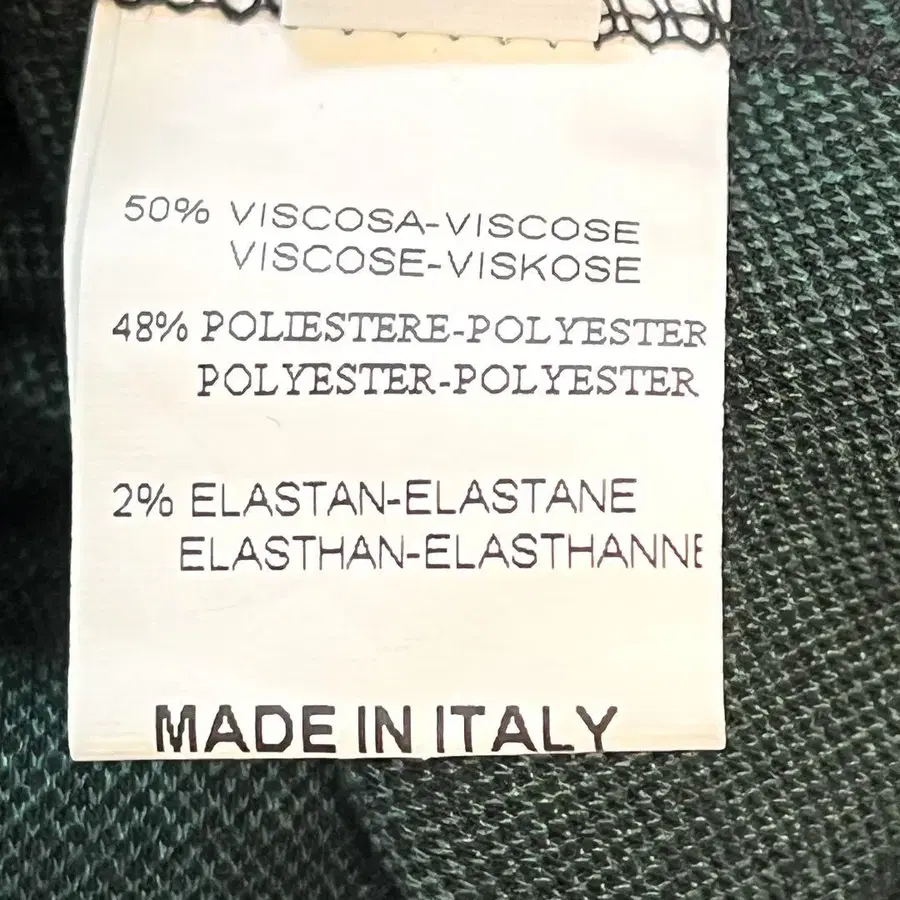 50% VISCOSA-VISCOSE
VISCOSE-VISKOSE
48% POLIESTERE-POLYESTER
POLYESTER-POLYESTER
2% ELASTAN-ELASTANE
ELASTHAN-ELASTHANNE
MADE IN ITALY